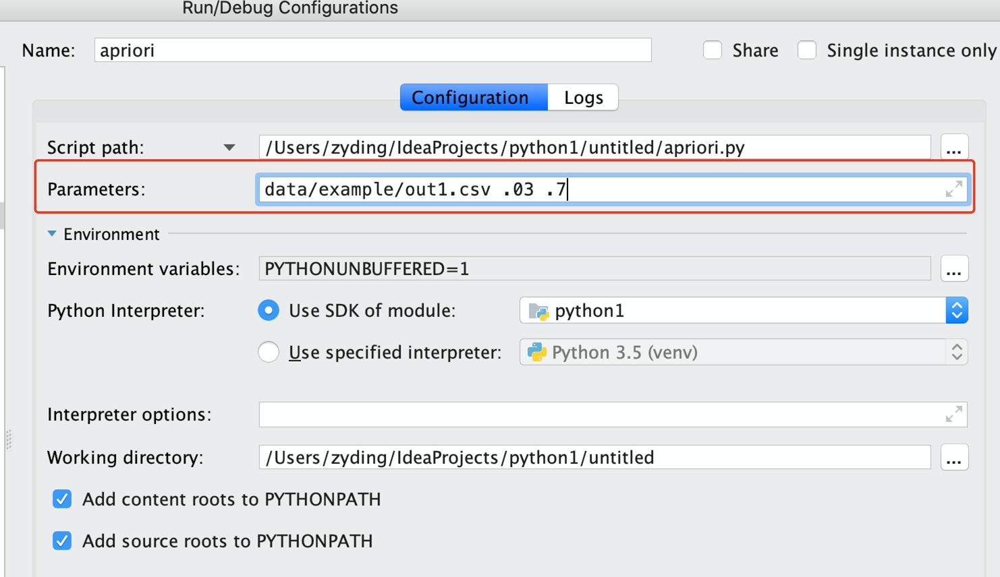 Run/Debug Configurations
Name: apriori Share Single instance only
Configuration Logs
Script path: /Users/zyding/IdeaProjects/python1/untitled/apriori.py ...
Parameters: data/example/out1.csv .03 .7
Environment
Environment variables: PYTHONUNBUFFERED=1 ...
Python Interpreter: Use SDK of module: python1
Use specified interpreter: Python 3.5 (venv)
Interpreter options:
Working directory: /Users/zyding/IdeaProjects/python1/untitled ...
Add content roots to PYTHONPATH
Add source roots to PYTHONPATH